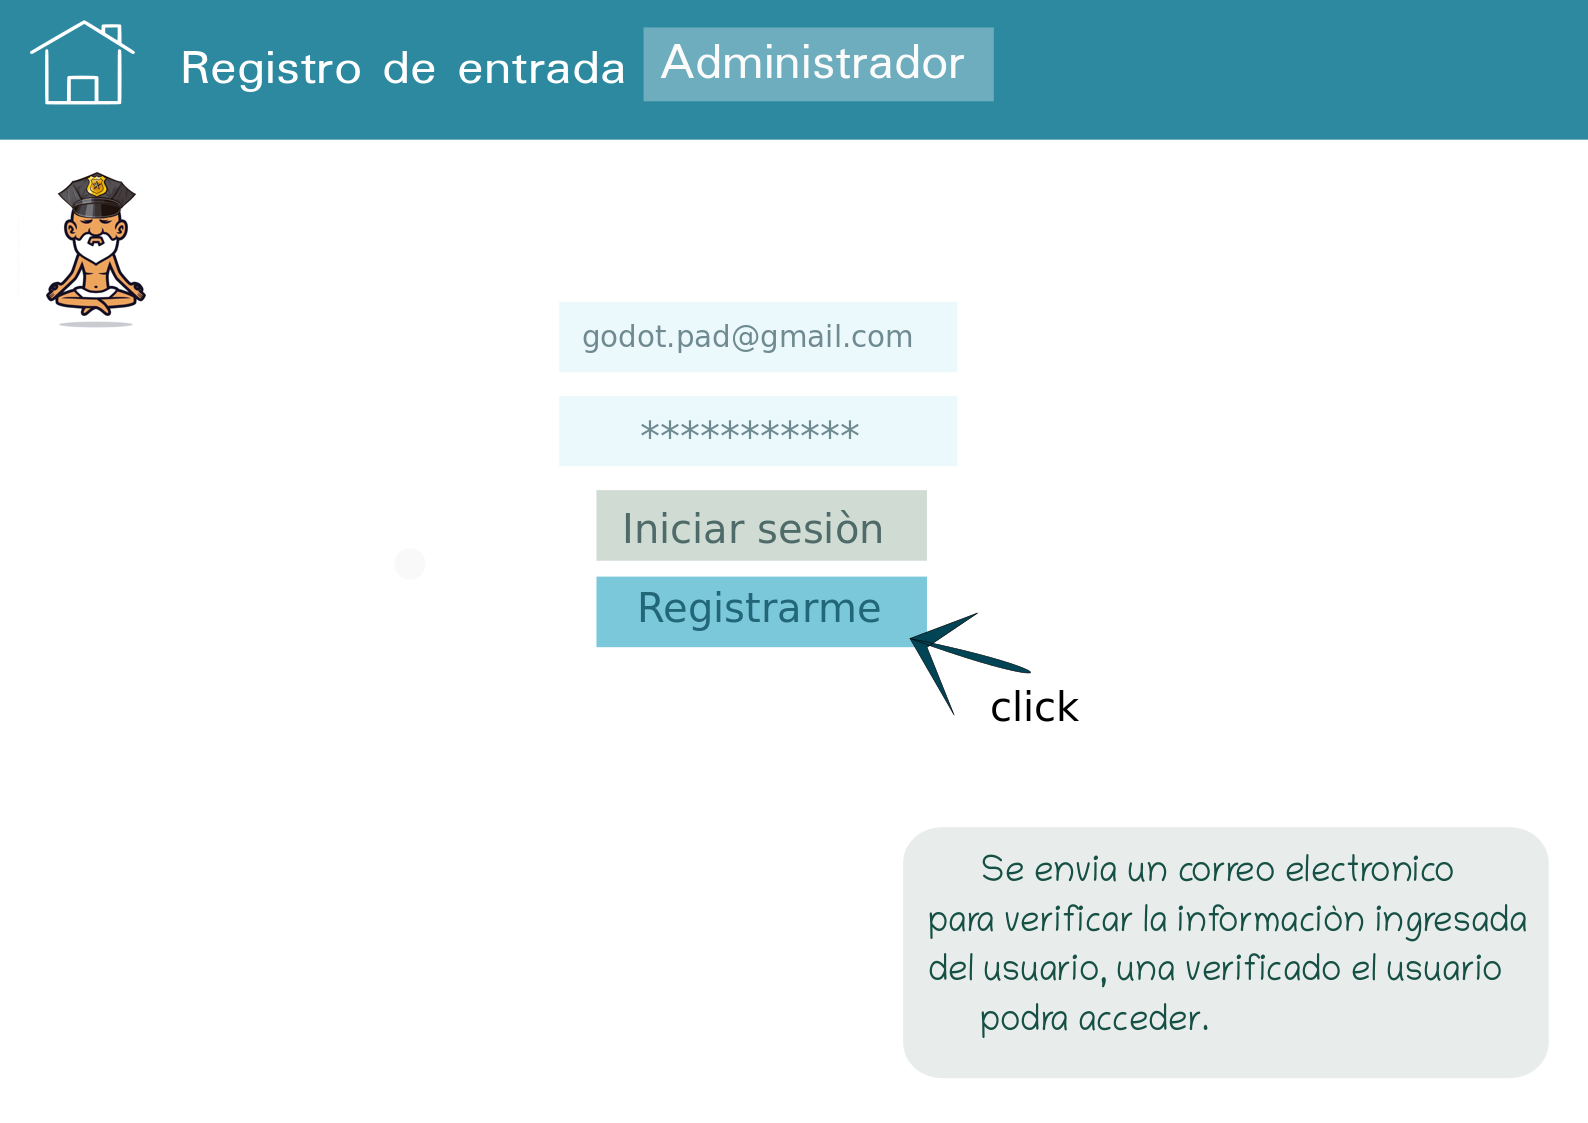 Registro de entrada Administrador
godot.pad@gmail.com
***********
Iniciar sesiòn
Registrarme
click
Se envia un correo electronico
para verificar la informaciòn ingresada
del usuario, una verificado el usuario
podra acceder.